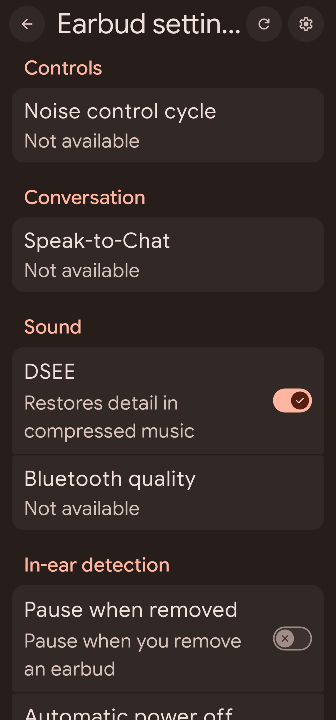 Earbud settin...
Controls
Noise control cycle
Not available
Conversation
Speak-to-Chat
Not available
Sound
DSEE
Restores detail in
compressed music
Bluetooth quality
Not available
In-ear detection
Pause when removed
Pause when you remove
an earbud
Automatic power off